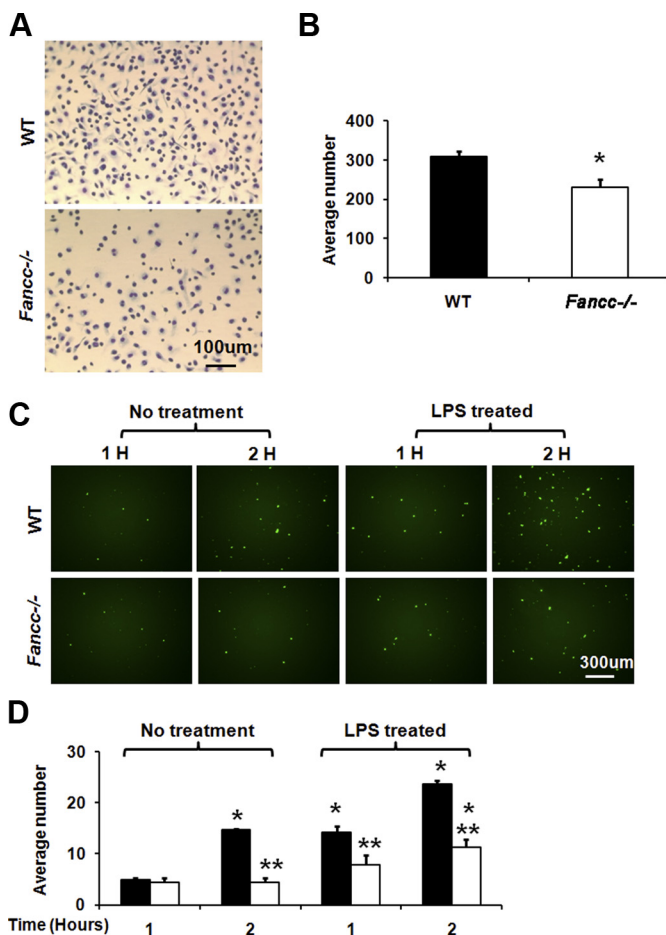 A
WT
Fancc-/-
100um
B
Average number
400
300
200
100
0
*
WT
Fancc-/-
C
No treatment
LPS treated
1 H
2 H
1 H
2 H
WT
Fancc-/-
300um
D
No treatment
LPS treated
Average number
30
20
10
0
*
**
*
**
*
*
**
Time (Hours)
1
2
1
2